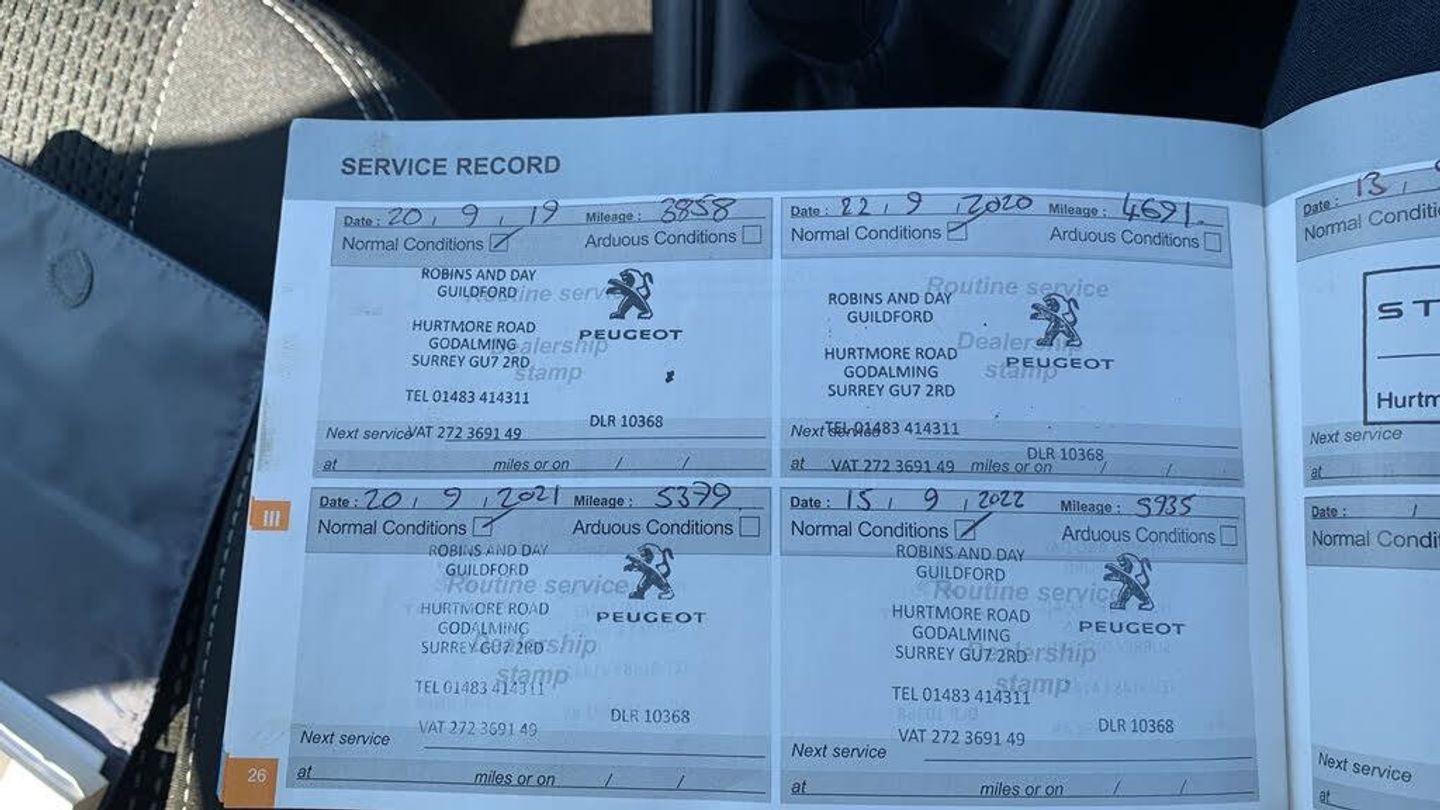 SERVICE RECORD
Date : 20 , 9 , 19 Mileage : 3858
Normal Conditions Arduous Conditions
ROBINS AND DAY
GUILDFORD
Routine service
HURTMORE ROAD
GODALMING
SURREY GU7 2RD
PEUGEOT
Dealership
stamp
TEL 01483 414311
DLR 10368
Next service
VAT 272 3691 49
at miles or on / /
Date : 22 , 9 , 2020 Mileage : 4691
Normal Conditions Arduous Conditions
Routine service
ROBINS AND DAY
GUILDFORD
HURTMORE ROAD
GODALMING
SURREY GU7 2RD
PEUGEOT
Dealership
stamp
TEL 01483 414311
Next service
DLR 10368
VAT 272 3691 49
at miles or on / /
Date : 20 , 9 , 2021 Mileage : 5379
Normal Conditions Arduous Conditions
ROBINS AND DAY
GUILDFORD
Routine service
HURTMORE ROAD
GODALMING
SURREY GU7 2RD
PEUGEOT
Dealership
stamp
TEL 01483 414311
DLR 10368
VAT 272 3691 49
Next service
at miles or on / /
Date : 15 , 9 , 2022 Mileage : 5935
Normal Conditions Arduous Conditions
ROBINS AND DAY
GUILDFORD
Routine service
HURTMORE ROAD
GODALMING
SURREY GU7 2RD
PEUGEOT
Dealership
stamp
TEL 01483 414311
DLR 10368
VAT 272 3691 49
Next service
at miles or on / /
III
26
Date : 13 ,
Normal Conditi
ST
Hurtm
Next service
at
Date : /
Normal Condit
Next service
at